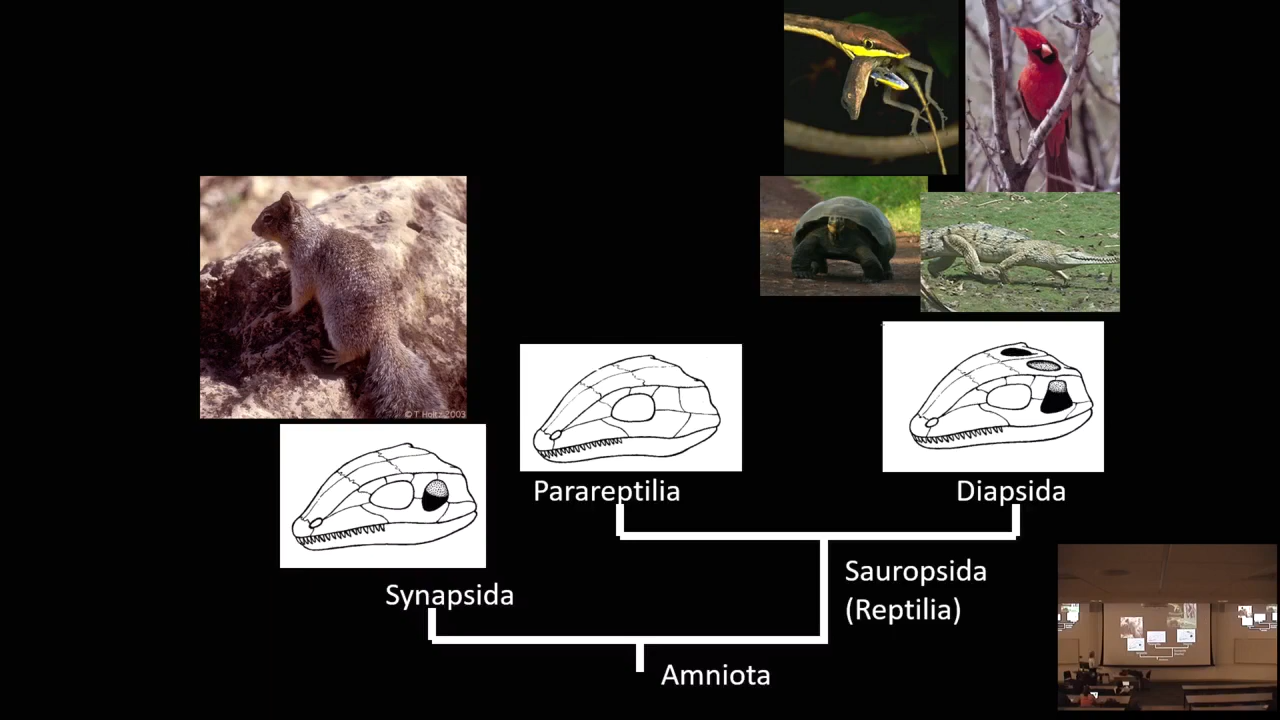 © T Holtz 2003
Parareptilia
Diapsida
Sauropsida
(Reptilia)
Synapsida
Amniota